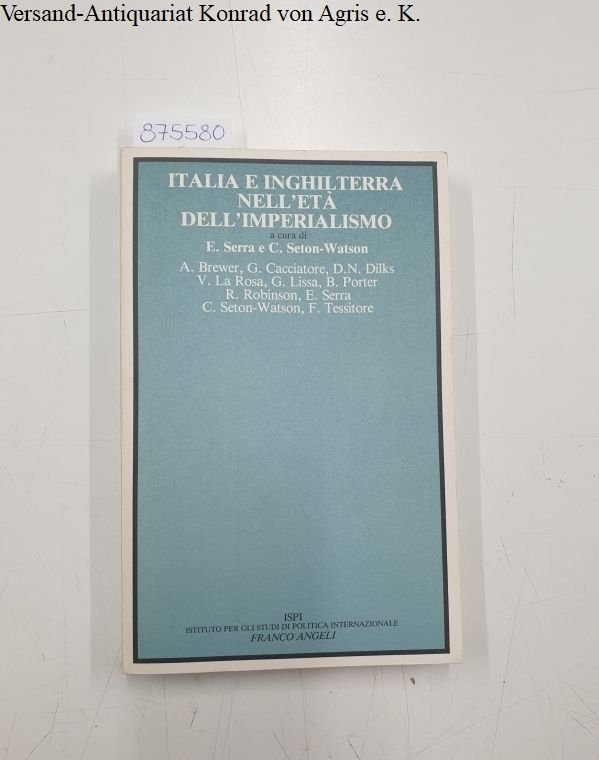 Versand-Antiquariat Konrad von Agris e. K.
875580
ITALIA E INGHILTERRA
NELL'ETÀ
DELL'IMPERIALISMO
a cura di
E. Serra e C. Seton-Watson
A. Brewer, G. Cacciatore, D.N. Dilks
V. La Rosa, G. Lissa, B. Porter
R. Robinson, E. Serra
C. Seton-Watson, F. Tessitore
ISPI
ISTITUTO PER GLI STUDI DI POLITICA INTERNAZIONALE
FRANCO ANGELI